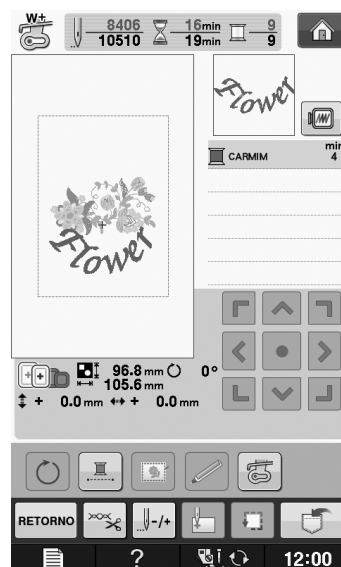 W+
8406 16min 9
10510 19min 9
Flower
min
CARMIM 4
Flower
96.8 mm 0°
105.6 mm
+ 0.0 mm + 0.0 mm
RETORNO -/+
? i 12:00